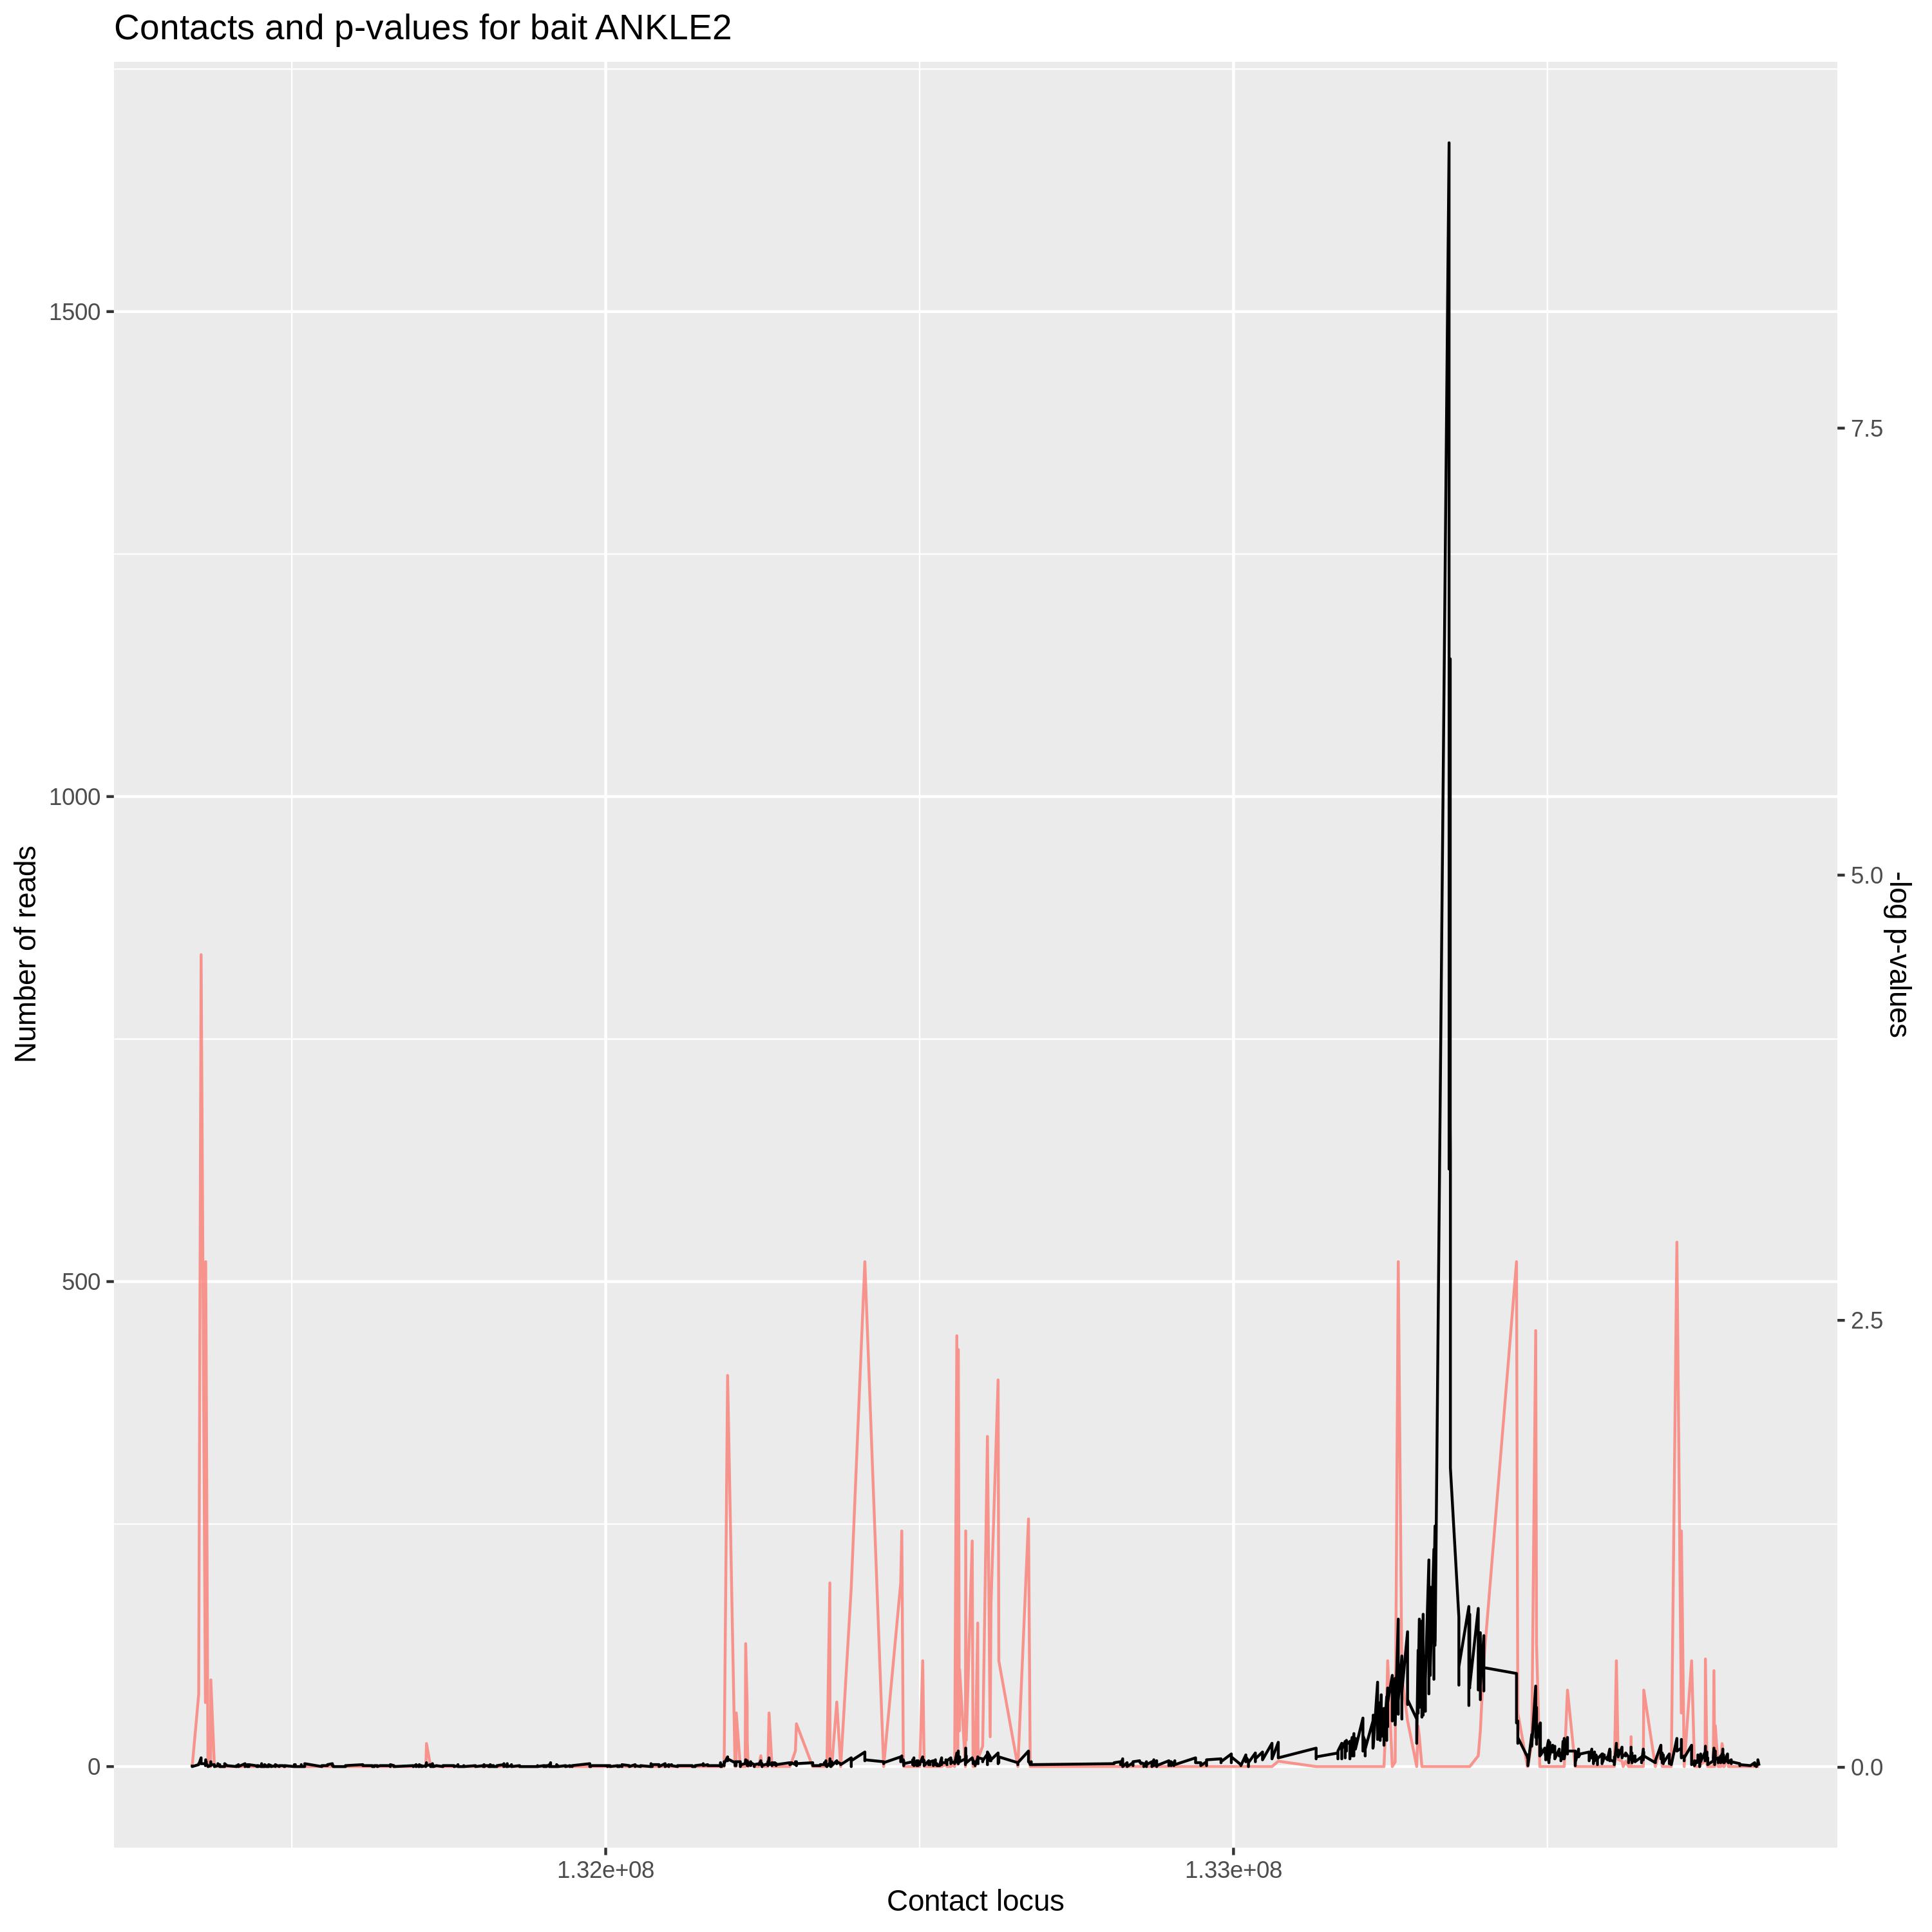 Contacts and p-values for bait ANKLE2
1500
1000
500
0
Number of reads
7.5
5.0
2.5
0.0
-log p-values
1.32e+08
1.33e+08
Contact locus